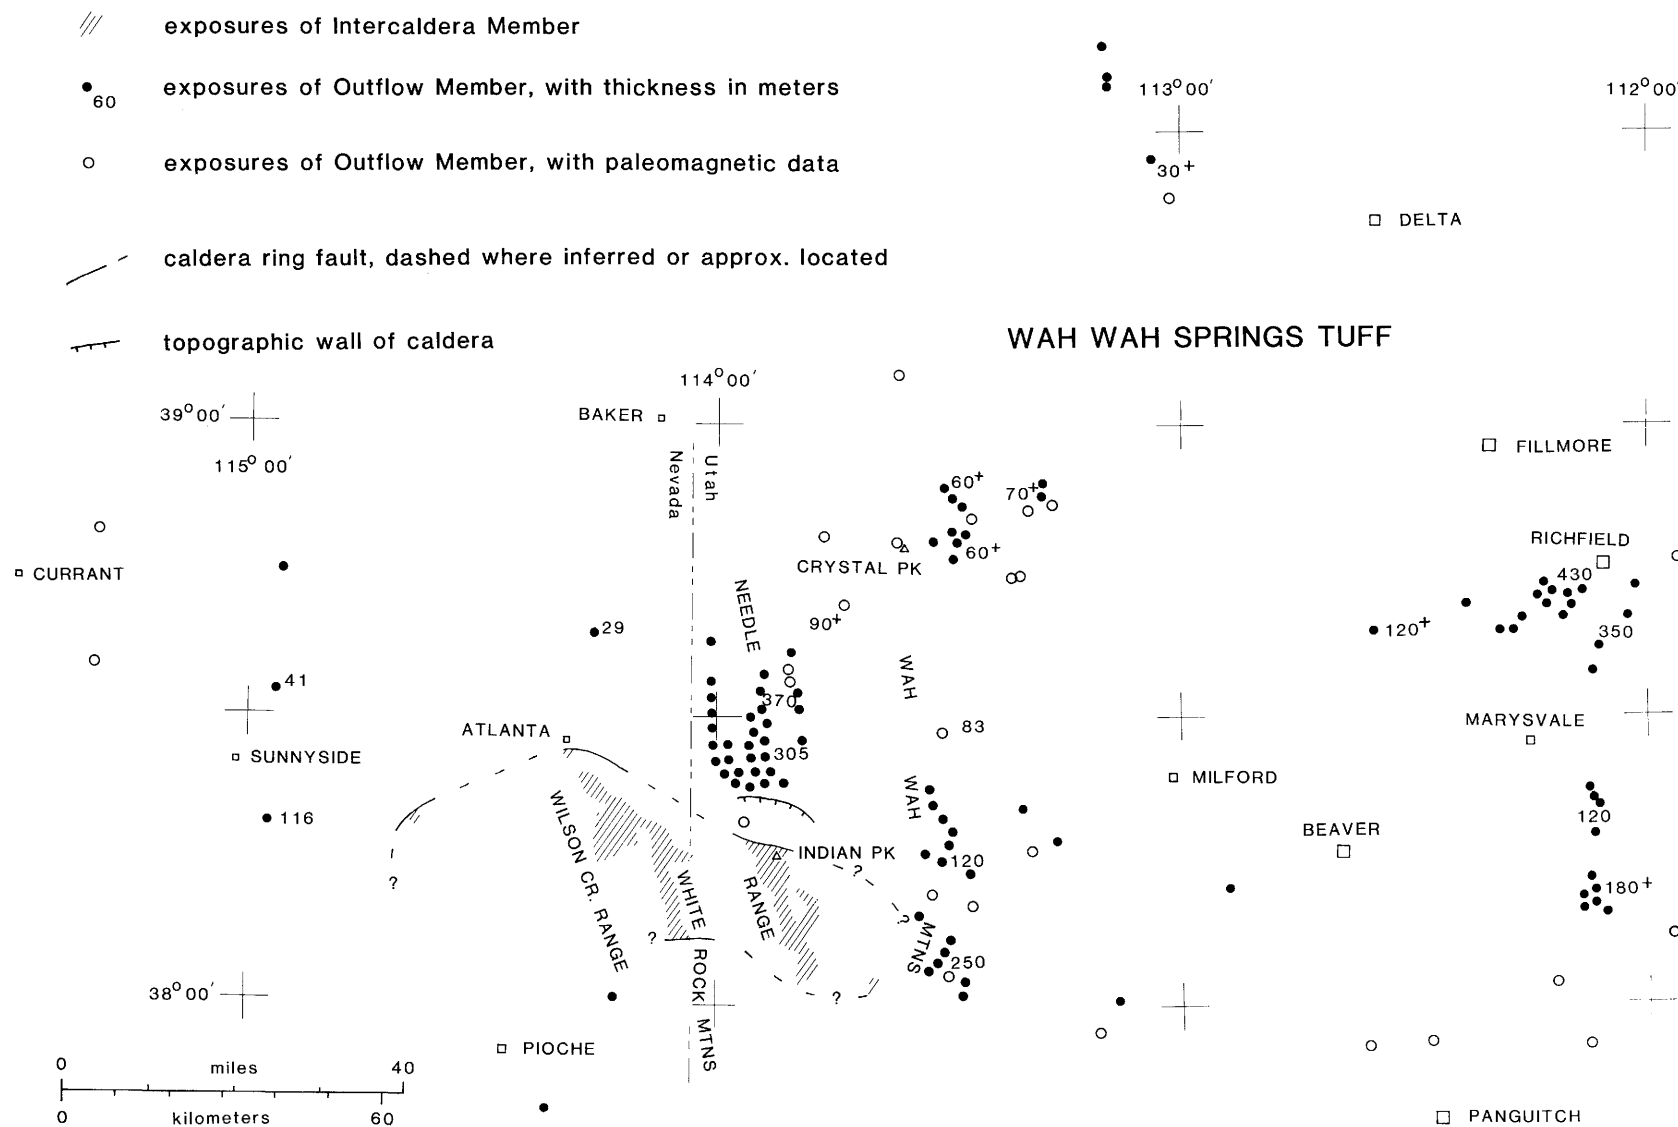 exposures of Intercaldera Member
60
exposures of Outflow Member, with thickness in meters
exposures of Outflow Member, with paleomagnetic data
caldera ring fault, dashed where inferred or approx. located
topographic wall of caldera
113°00'
112°00'
30+
DELTA
WAH WAH SPRINGS TUFF
114°00'
39°00'
BAKER
115°00'
Nevada
Utah
FILLMORE
60+
70+
RICHFIELD
CURRANT
CRYSTAL PK
60+
430
NEEDLE
29
90+
120+
350
41
WAH
370
ATLANTA
83
MARYSVALE
SUNNYSIDE
305
MILFORD
WAH
116
120
BEAVER
WILSON CR. RANGE
INDIAN PK
?
120
?
WHITE
RANGE
180+
?
?
MTNS
250
ROCK
38°00'
?
MTNS
PIOCHE
0
miles
40
0
kilometers
60
PANGUITCH